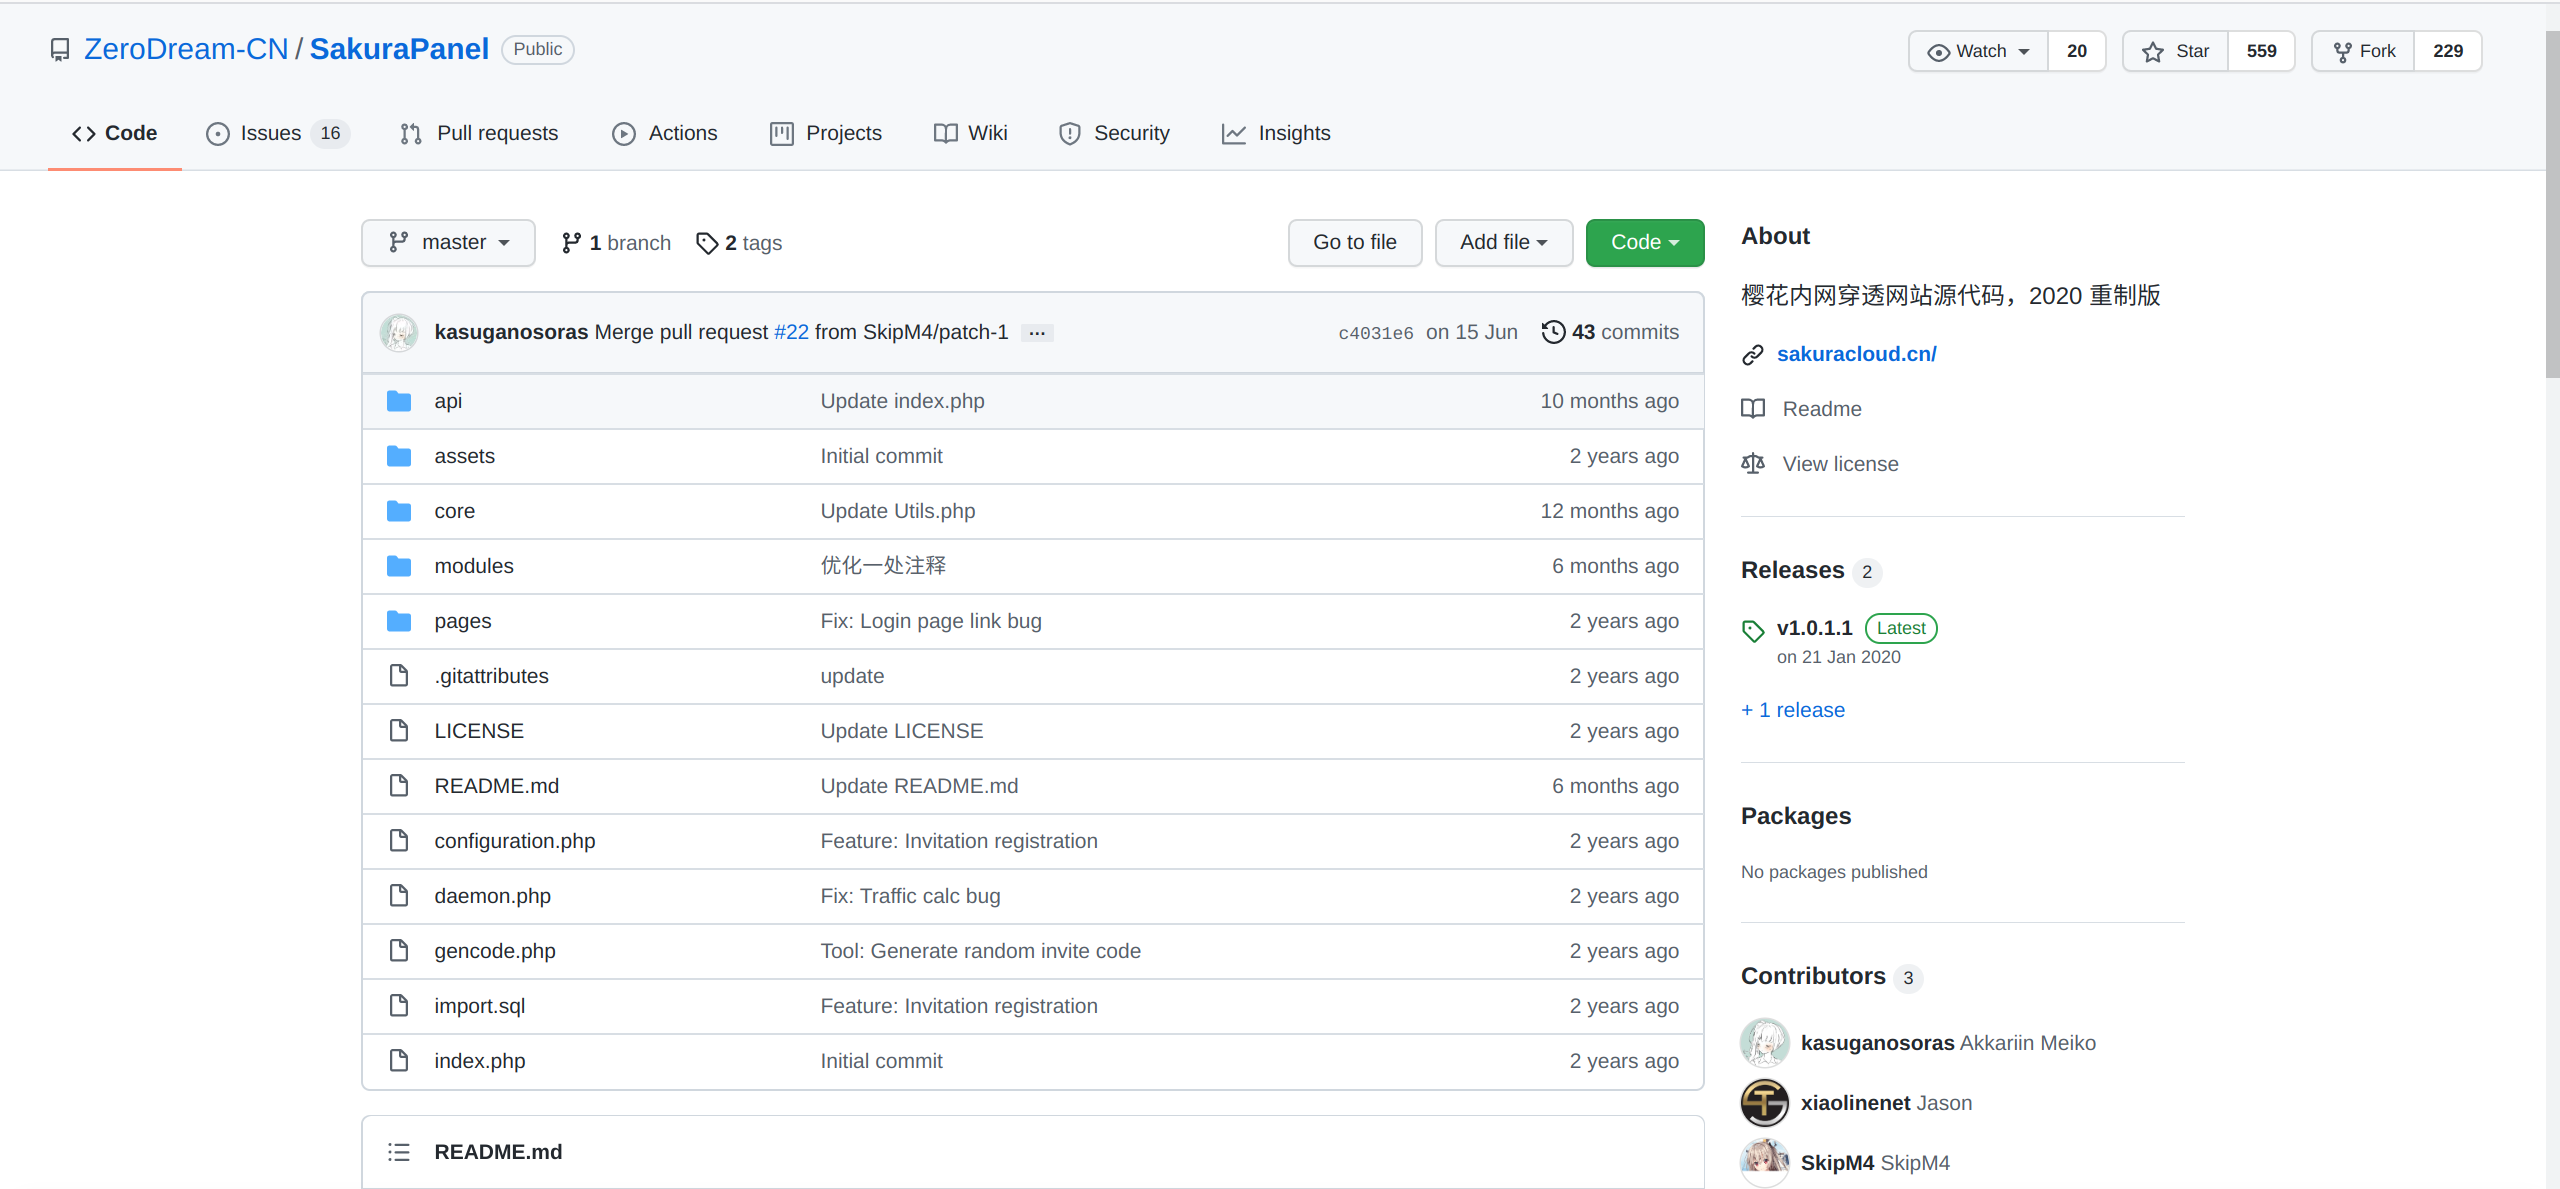 ZeroDream-CN / SakuraPanel Public
Watch 20 Star 559 Fork 229
Code Issues 16 Pull requests Actions Projects Wiki Security Insights
master 1 branch 2 tags Go to file Add file Code
kasuganosoras Merge pull request #22 from SkipM4/patch-1 ... c4031e6 on 15 Jun 43 commits
api Update index.php 10 months ago
assets Initial commit 2 years ago
core Update Utils.php 12 months ago
modules 优化一处注释 6 months ago
pages Fix: Login page link bug 2 years ago
.gitattributes update 2 years ago
LICENSE Update LICENSE 2 years ago
README.md Update README.md 6 months ago
configuration.php Feature: Invitation registration 2 years ago
daemon.php Fix: Traffic calc bug 2 years ago
gencode.php Tool: Generate random invite code 2 years ago
import.sql Feature: Invitation registration 2 years ago
index.php Initial commit 2 years ago
README.md
About
樱花内网穿透网站源代码，2020 重制版
sakuracloud.cn/
Readme
View license
Releases 2
v1.0.1.1 Latest
on 21 Jan 2020
+ 1 release
Packages
No packages published
Contributors 3
kasuganosoras Akkariin Meiko
xiaolinenet Jason
SkipM4 SkipM4